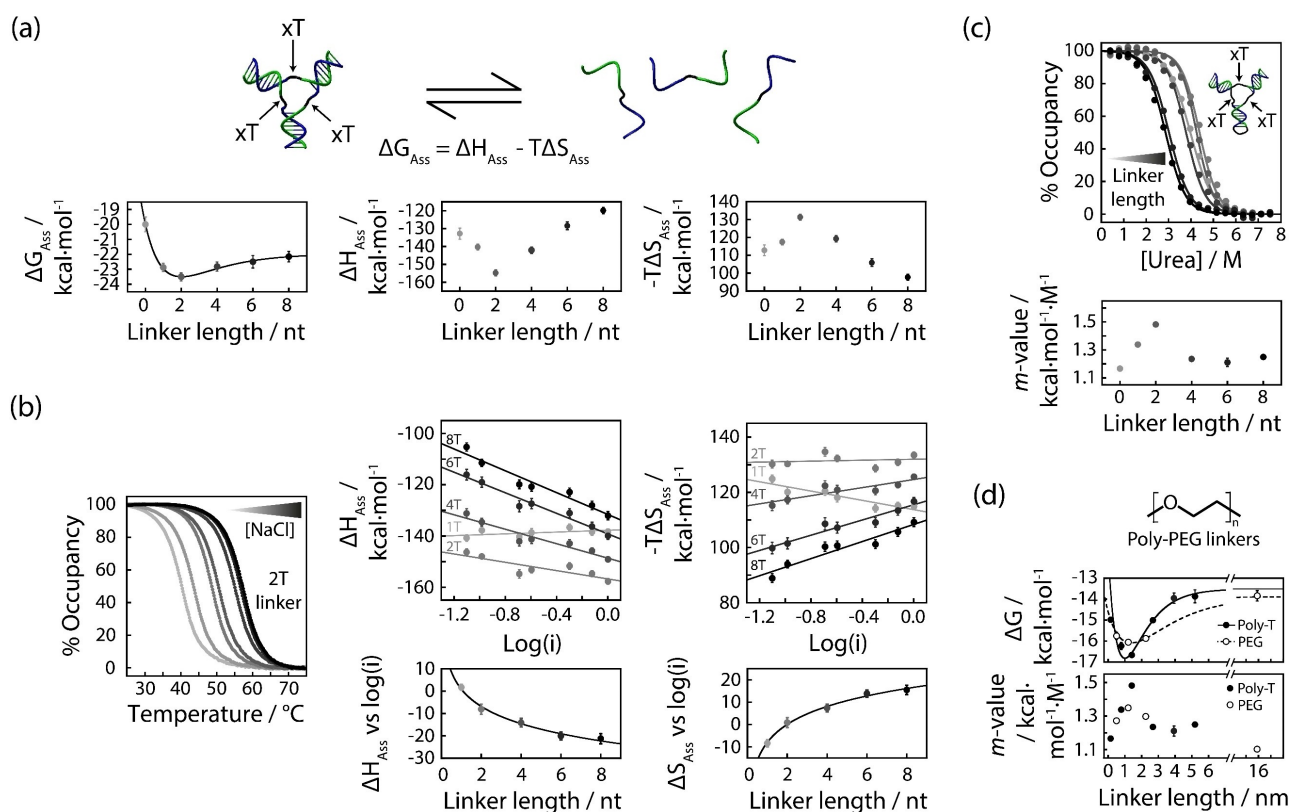 (a)
xT
xT
xT
ΔG_Ass = ΔH_Ass - TΔS_Ass
ΔG_Ass /
kcal·mol⁻¹
-19
-20
-21
-22
-23
-24
0 2 4 6 8
Linker length / nt
ΔH_Ass /
kcal·mol⁻¹
-120
-130
-140
-150
-160
0 2 4 6 8
Linker length / nt
-TΔS_Ass /
kcal·mol⁻¹
140
130
120
110
100
90
0 2 4 6 8
Linker length / nt
(b)
% Occupancy
100
80
60
40
20
0
[NaCl]
2T
linker
30 40 50 60 70
Temperature / °C
ΔH_Ass /
kcal·mol⁻¹
-100
-120
-140
-160
8T
6T
4T
1T
2T
-1.2 -0.8 -0.4 0.0
Log(i)
-TΔS_Ass /
kcal·mol⁻¹
140
120
100
80
2T
1T
4T
6T
8T
-1.2 -0.8 -0.4 0.0
Log(i)
ΔH_Ass vs log(i)
10
0
-10
-20
-30
0 2 4 6 8
Linker length / nt
ΔS_Ass vs log(i)
20
10
0
-10
0 2 4 6 8
Linker length / nt
(c)
% Occupancy
100
80
60
40
20
0
xT
xT
xT
Linker
length
0 1 2 3 4 5 6 7 8
[Urea] / M
m-value /
kcal·mol⁻¹·M⁻¹
1.5
1.3
1.1
0 2 4 6 8
Linker length / nt
(d)
O
n
Poly-PEG linkers
ΔG /
kcal·mol⁻¹
-13
-14
-15
-16
-17
Poly-T
PEG
m-value
/ kcal·
mol⁻¹·M⁻¹
1.5
1.3
1.1
Poly-T
PEG
0 1 2 3 4 5 6 16
Linker length / nm